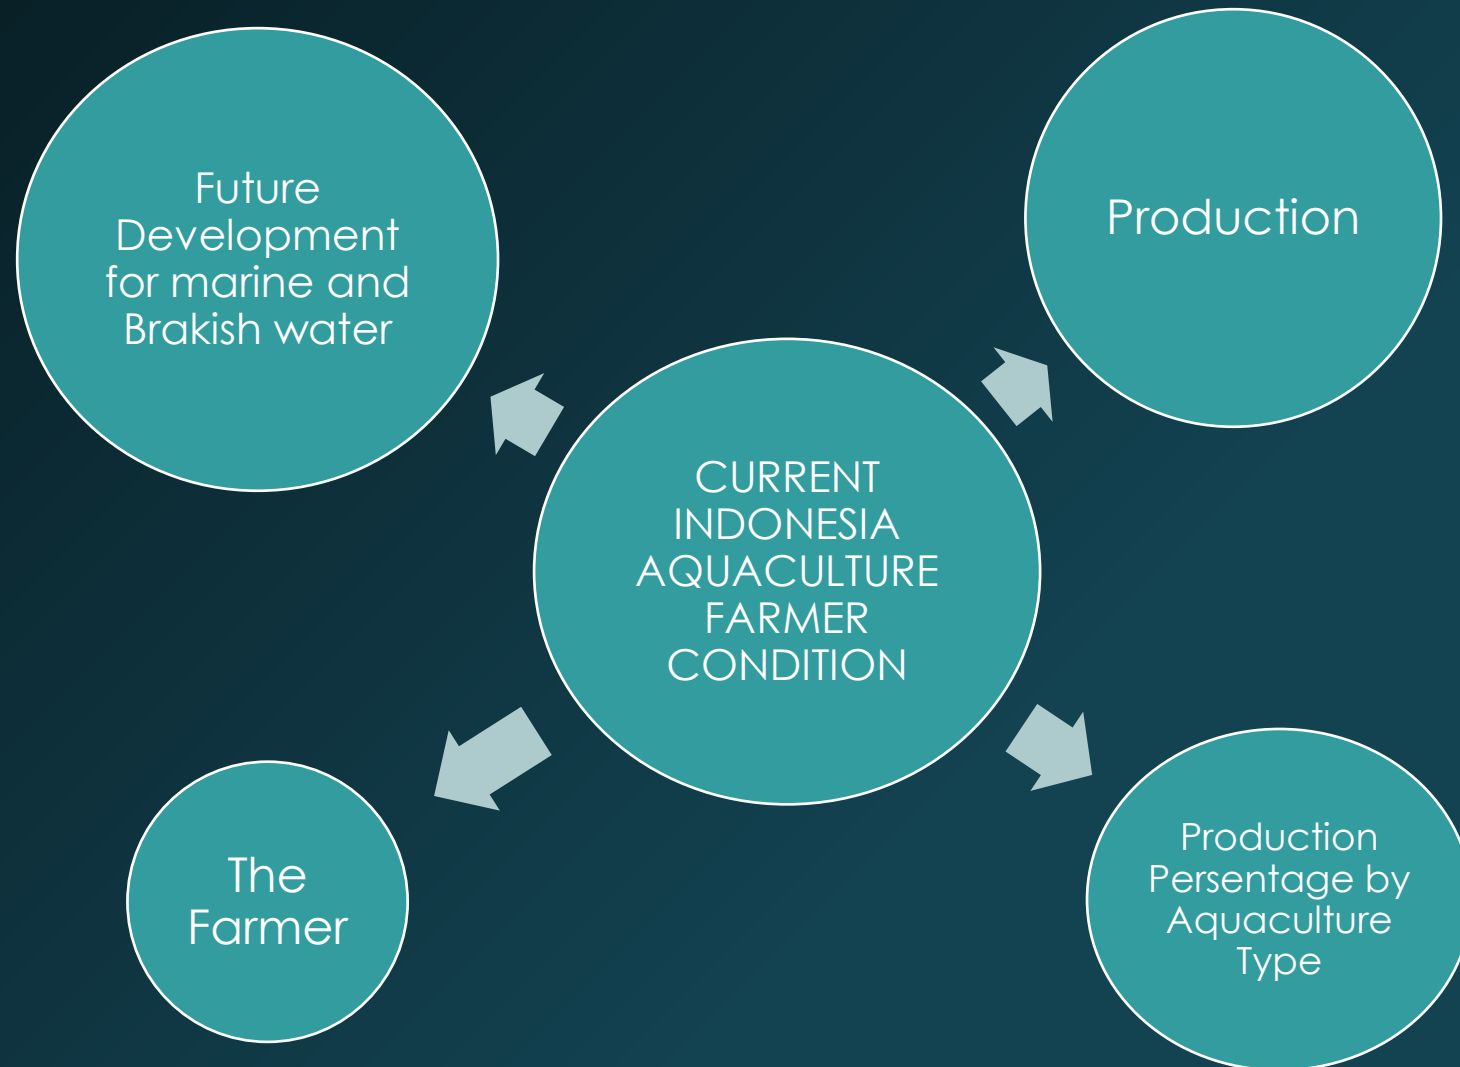 Future
Development
for marine and
Brakish water
Production
CURRENT
INDONESIA
AQUACULTURE
FARMER
CONDITION
The
Farmer
Production
Persentage by
Aquaculture
Type